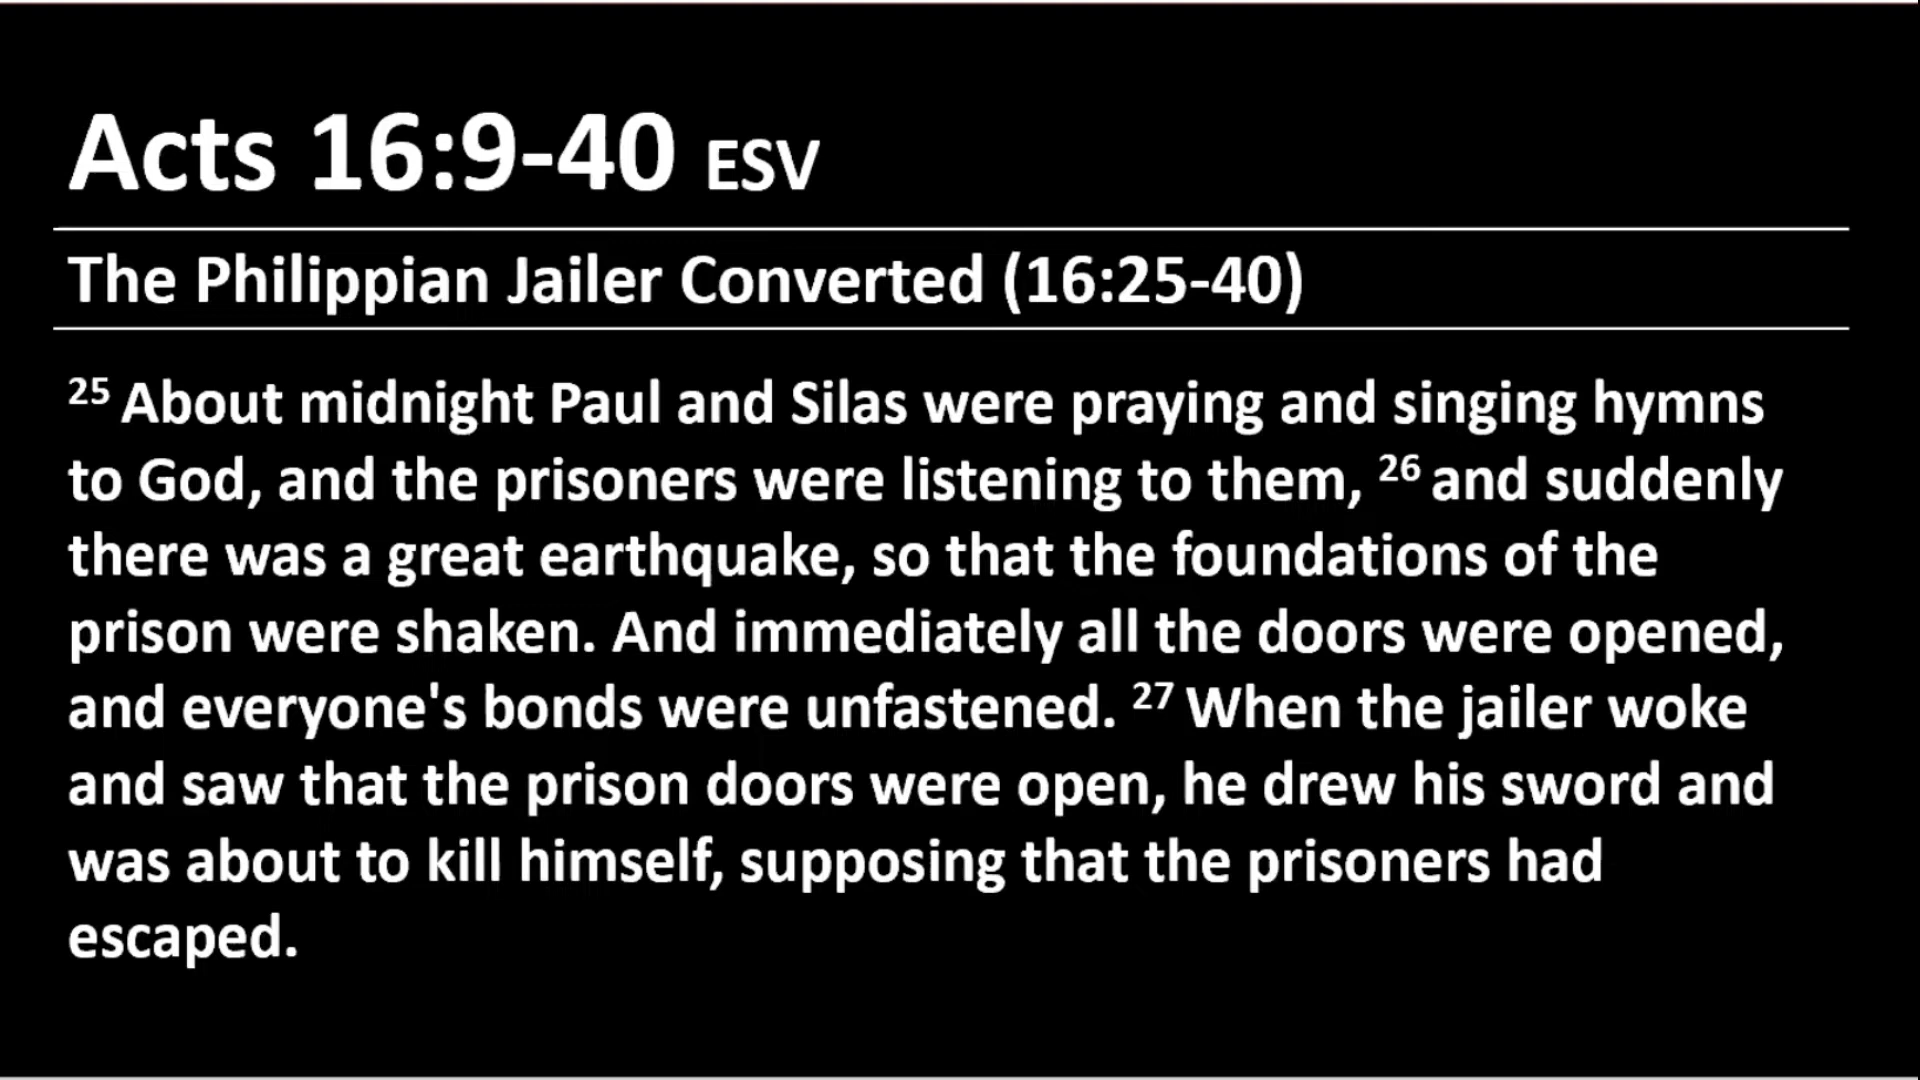 Acts 16:9-40 ESV
The Philippian Jailer Converted (16:25-40)
25 About midnight Paul and Silas were praying and singing hymns
to God, and the prisoners were listening to them, 26 and suddenly
there was a great earthquake, so that the foundations of the
prison were shaken. And immediately all the doors were opened,
and everyone's bonds were unfastened. 27 When the jailer woke
and saw that the prison doors were open, he drew his sword and
was about to kill himself, supposing that the prisoners had
escaped.